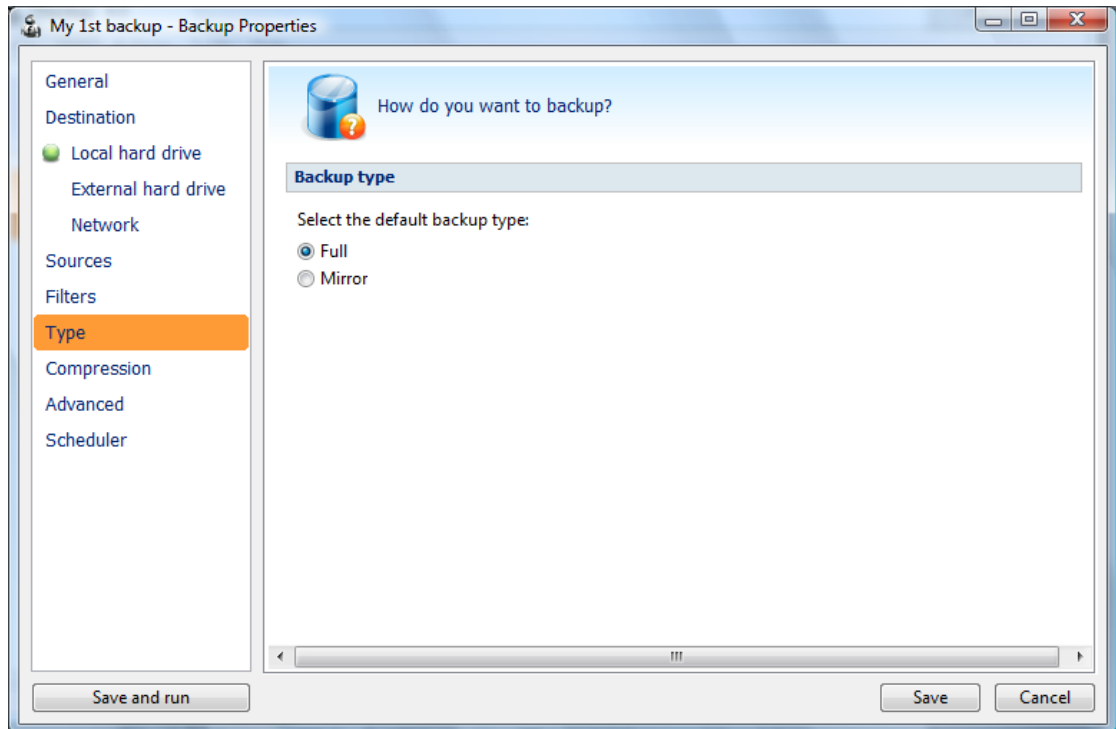 My 1st backup - Backup Properties
General
Destination
Local hard drive
External hard drive
Network
Sources
Filters
Type
Compression
Advanced
Scheduler
How do you want to backup?
Backup type
Select the default backup type:
Full
Mirror
Save and run
Save
Cancel